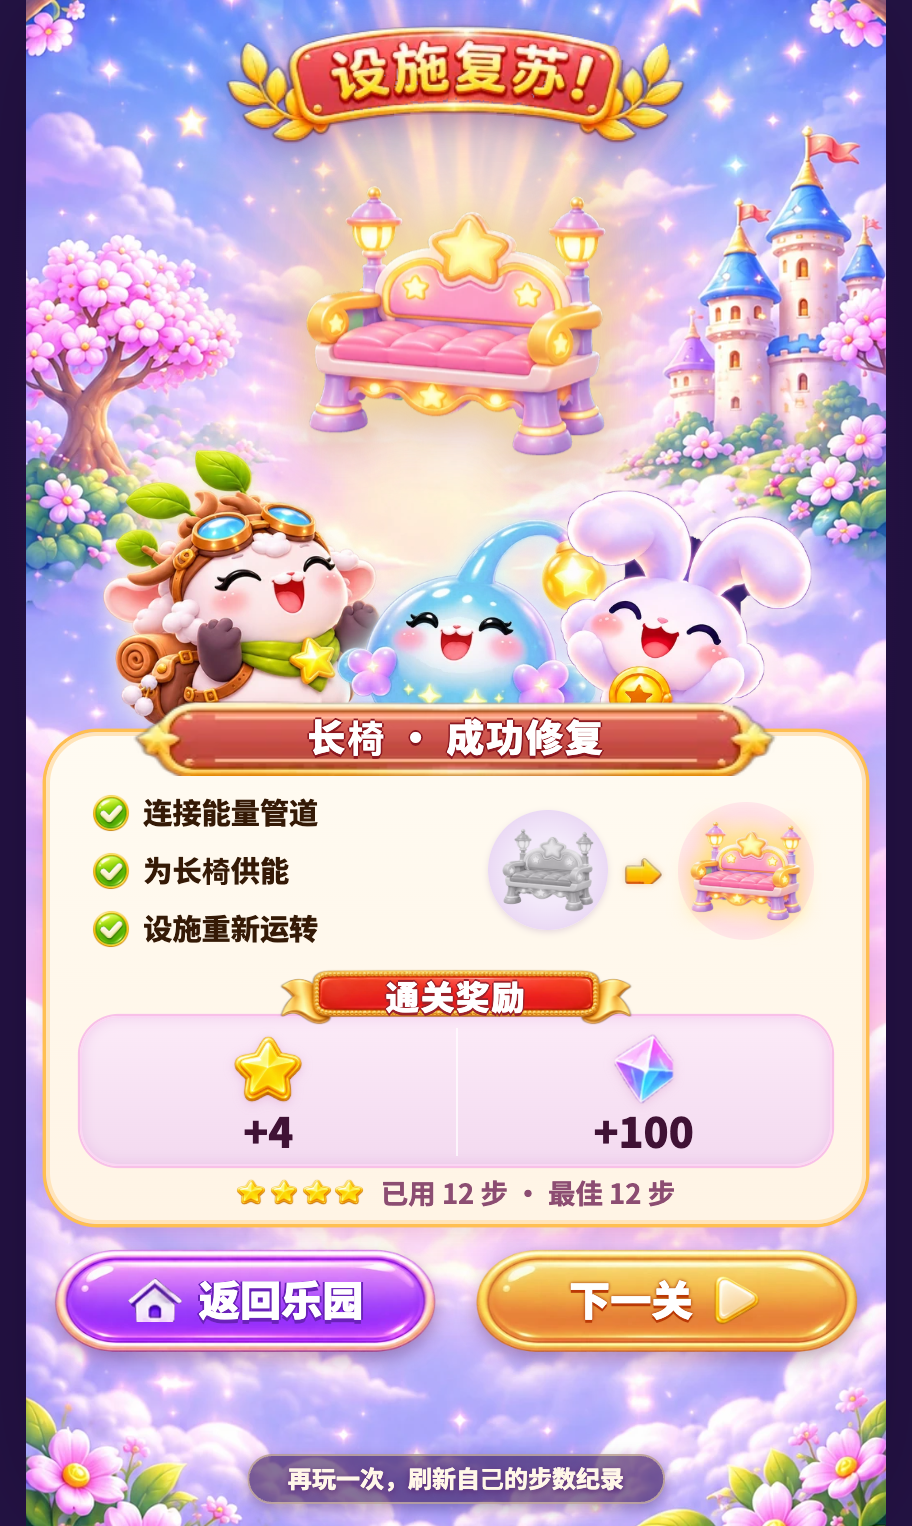 设施复苏!
长椅 · 成功修复
连接能量管道
为长椅供能
设施重新运转
通关奖励
+4
+100
已用 12 步 · 最佳 12 步
返回乐园
下一关
再玩一次，刷新自己的步数纪录